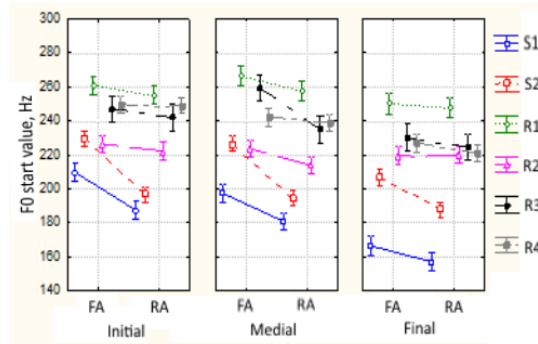 F0 start value, Hz
300
280
260
240
220
200
180
160
140
FA RA
Initial
FA RA
Medial
FA RA
Final
S1
S2
R1
R2
R3
R4